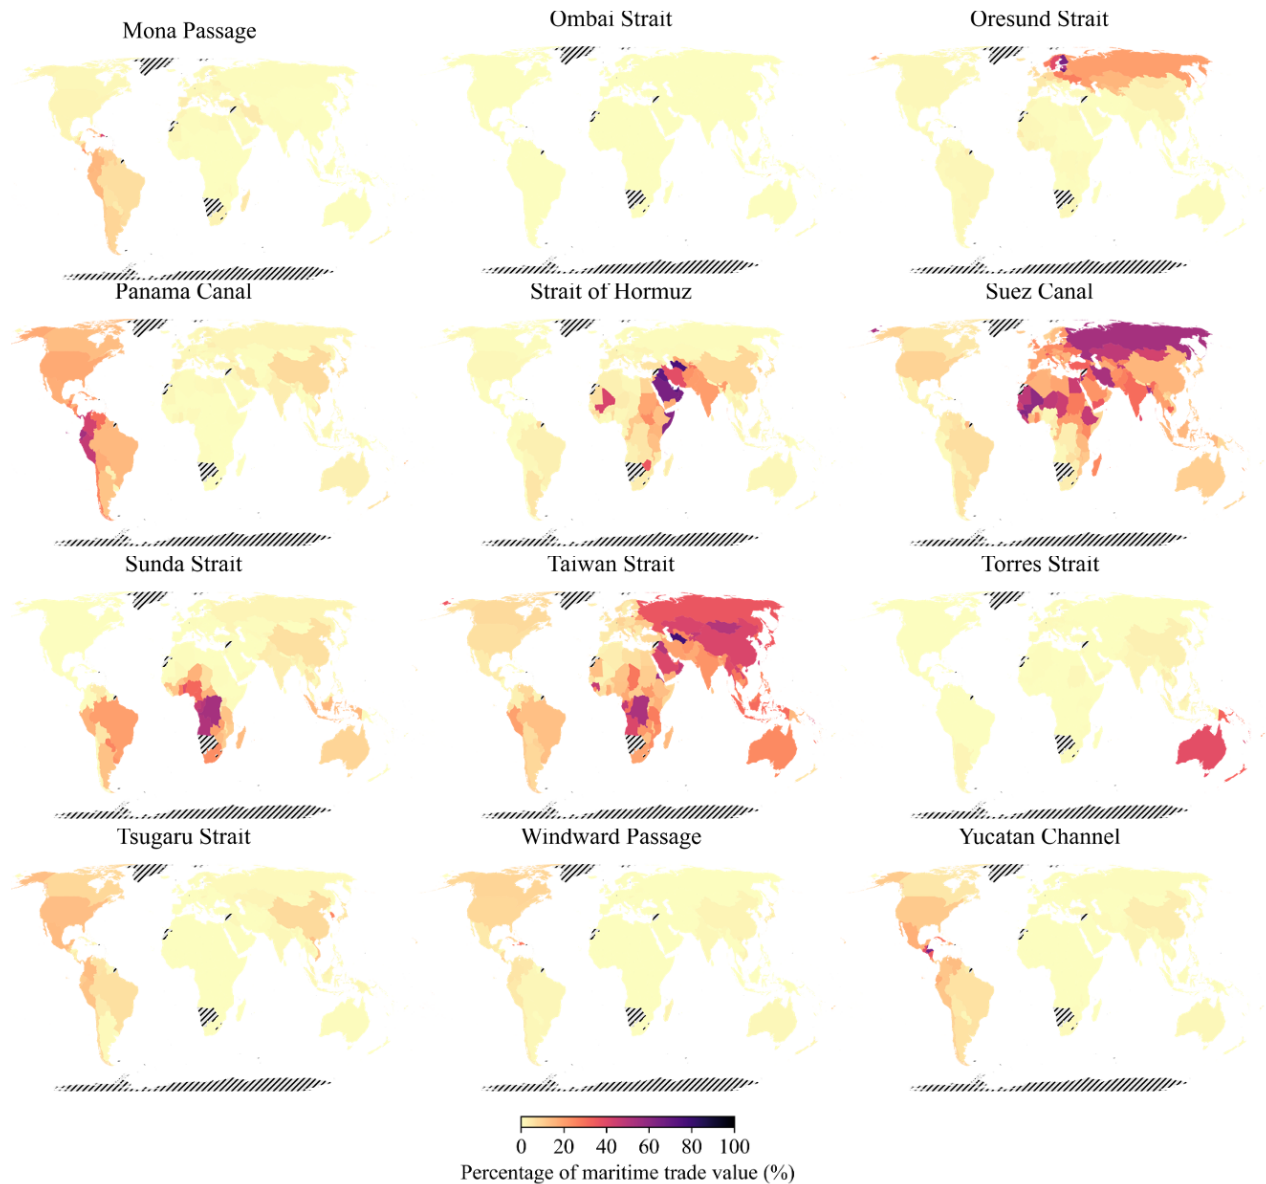 Mona Passage
Ombai Strait
Oresund Strait
Panama Canal
Strait of Hormuz
Suez Canal
Sunda Strait
Taiwan Strait
Torres Strait
Tsugaru Strait
Windward Passage
Yucatan Channel
0 20 40 60 80 100
Percentage of maritime trade value (%)